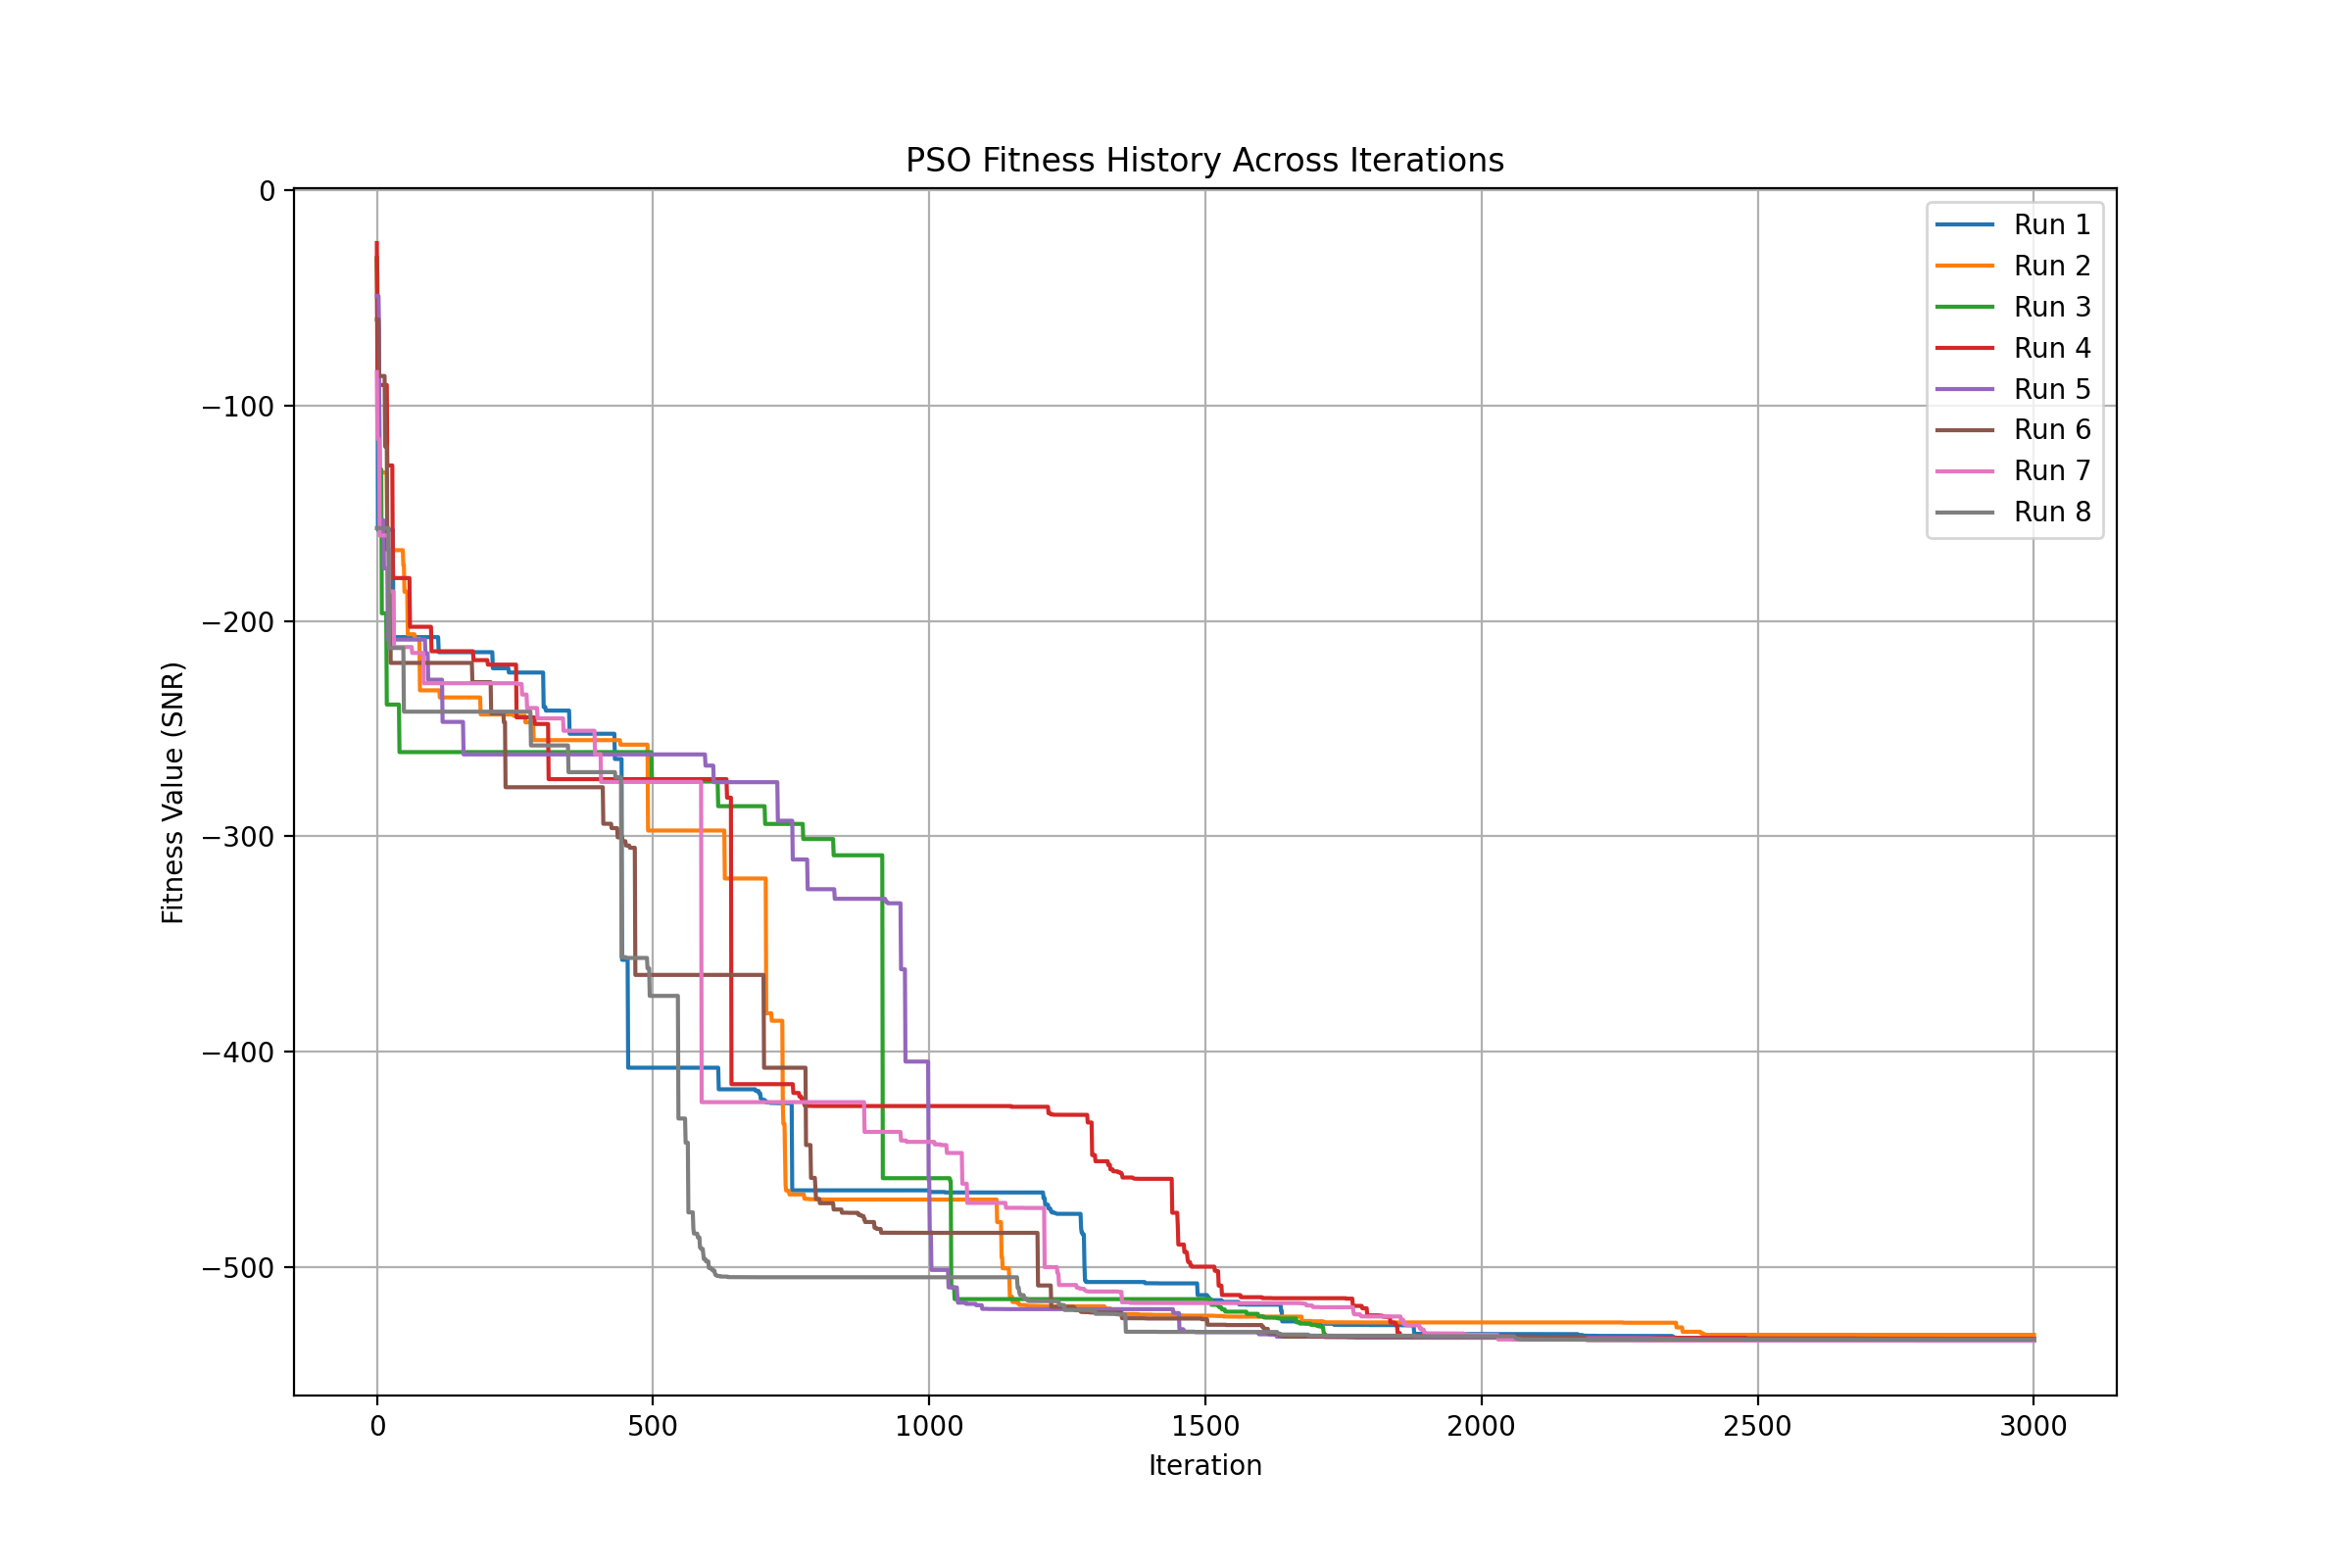 PSO Fitness History Across Iterations
0
−100
−200
−300
−400
−500
Fitness Value (SNR)
Run 1
Run 2
Run 3
Run 4
Run 5
Run 6
Run 7
Run 8
0 500 1000 1500 2000 2500 3000
Iteration